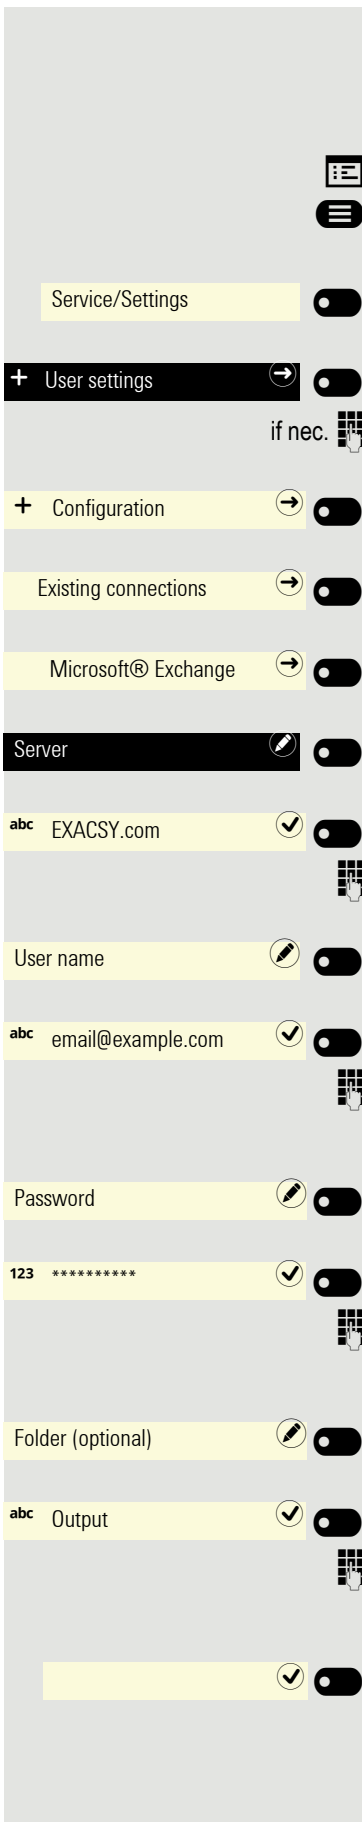 Service/Settings
+ User settings
if nec.
+ Configuration
Existing connections
Microsoft® Exchange
Server
abc EXACSY.com
User name
abc email@example.com
Password
123 **********
Folder (optional)
abc Output